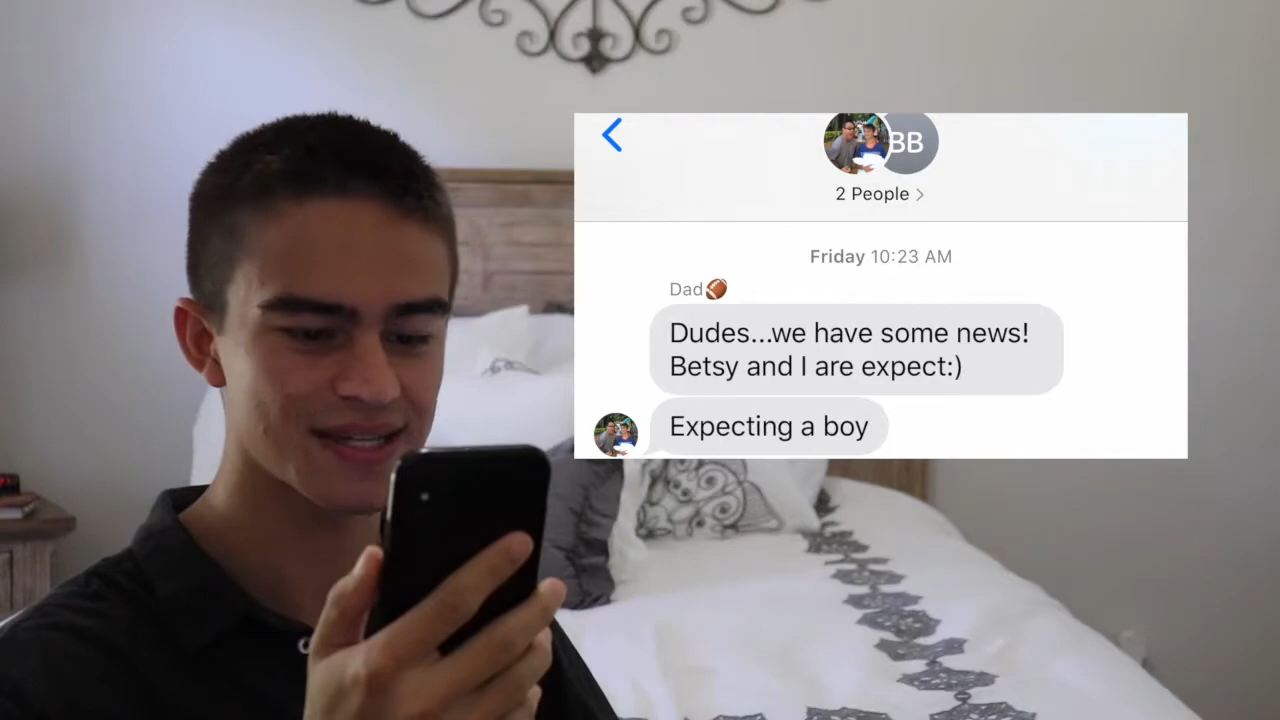 BB
2 People >
Friday 10:23 AM
Dad🏈
Dudes...we have some news!
Betsy and I are expect:)
Expecting a boy